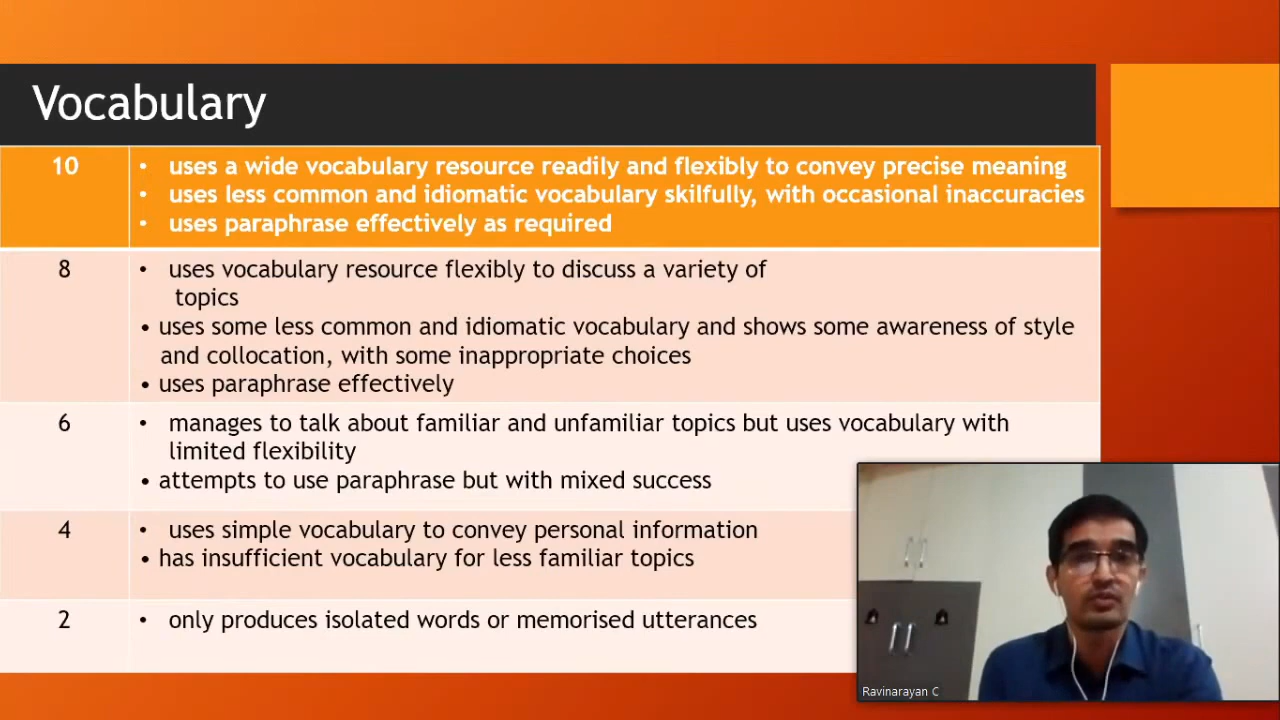 Vocabulary
10
• uses a wide vocabulary resource readily and flexibly to convey precise meaning
• uses less common and idiomatic vocabulary skilfully, with occasional inaccuracies
• uses paraphrase effectively as required
8
• uses vocabulary resource flexibly to discuss a variety of
topics
• uses some less common and idiomatic vocabulary and shows some awareness of style
and collocation, with some inappropriate choices
• uses paraphrase effectively
6
• manages to talk about familiar and unfamiliar topics but uses vocabulary with
limited flexibility
• attempts to use paraphrase but with mixed success
4
• uses simple vocabulary to convey personal information
• has insufficient vocabulary for less familiar topics
2
• only produces isolated words or memorised utterances
Ravinarayan C